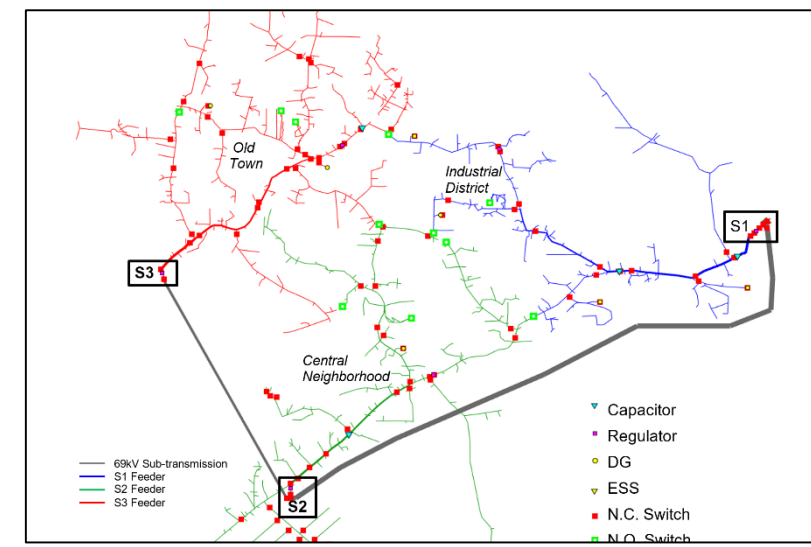 Old
Town
Industrial
District
S1
S3
Central
Neighborhood
S2
69kV Sub-transmission
S1 Feeder
S2 Feeder
S3 Feeder
Capacitor
Regulator
DG
ESS
N.C. Switch
N.O. Switch